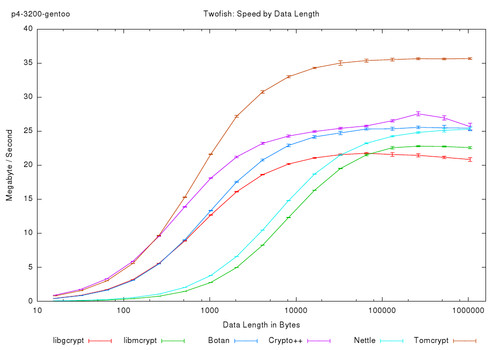 p4-3200-gentoo
Twofish: Speed by Data Length
40
35
30
25
20
15
10
5
0
Megabyte / Second
10 100 1000 10000 100000 1000000
Data Length in Bytes
libgcrypt libmcrypt Botan Crypto++ Nettle Tomcrypt